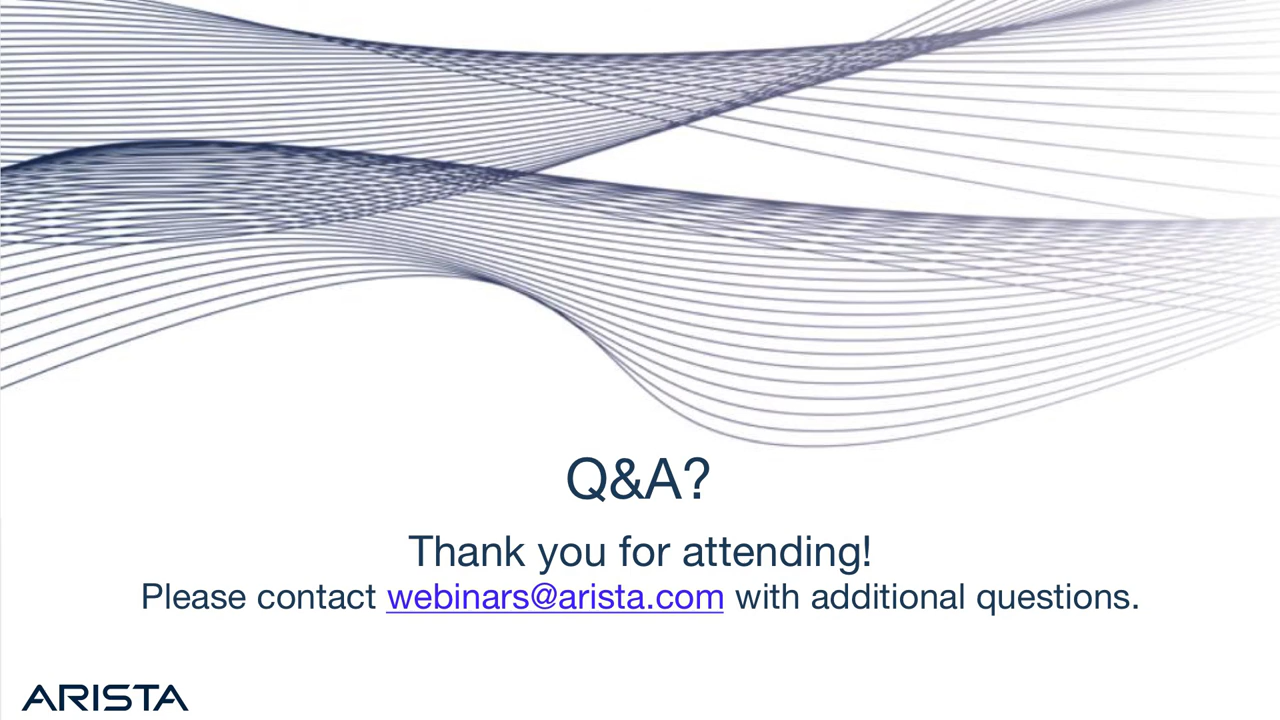 Q&A?
Thank you for attending!
Please contact webinars@arista.com with additional questions.
ARISTA